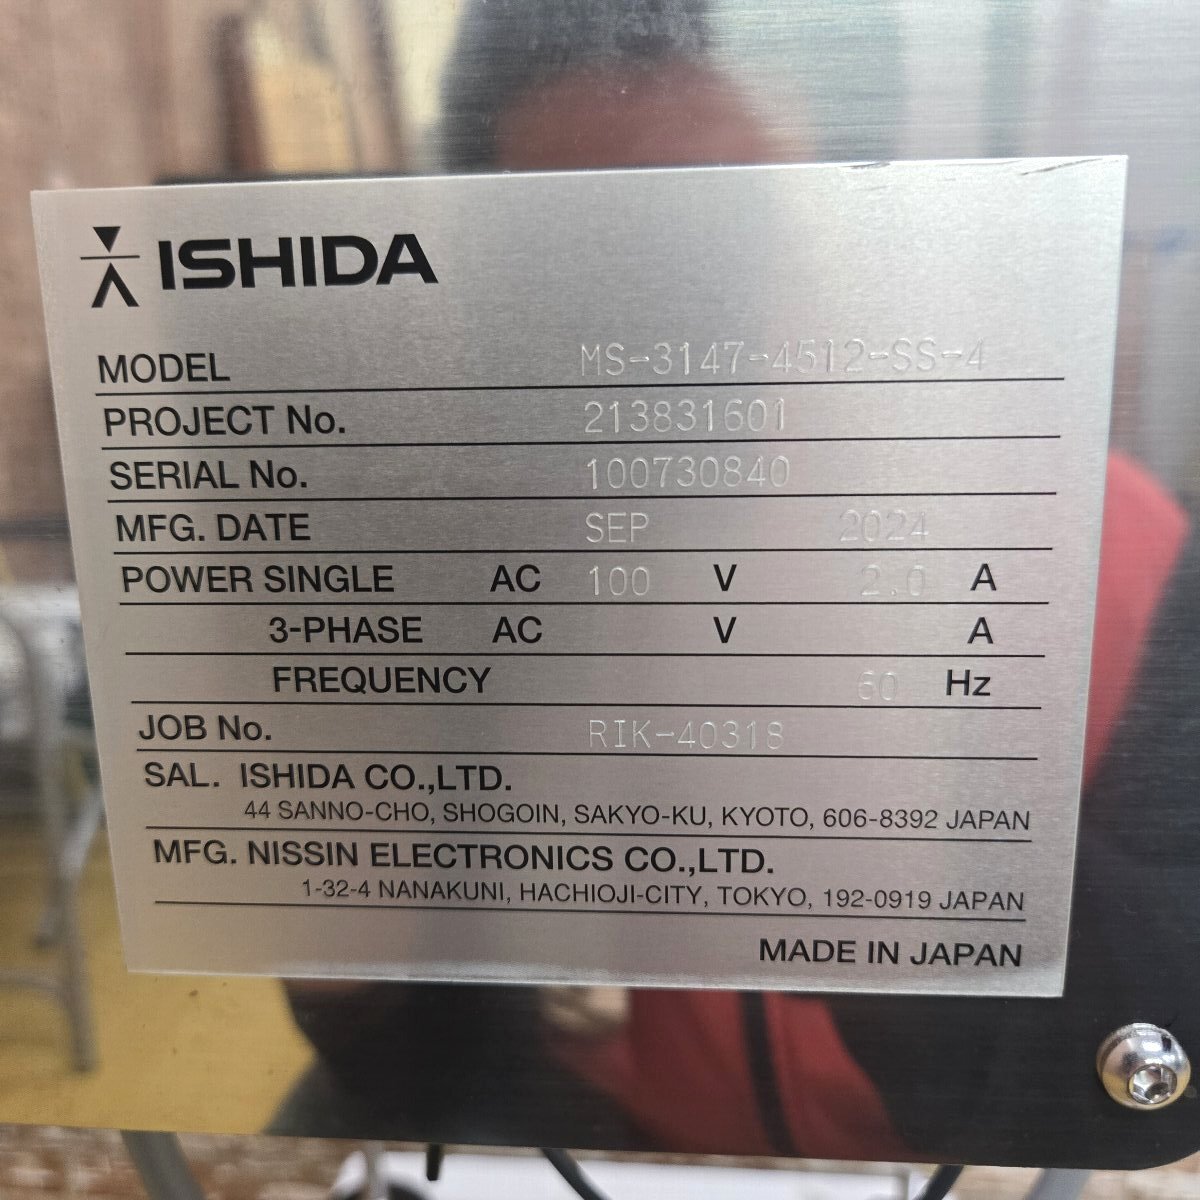 ISHIDA
MODEL MS-3147-4512-SS-4
PROJECT No. 213831601
SERIAL No. 100730840
MFG. DATE SEP 2024
POWER SINGLE AC 100 V 2.0 A
3-PHASE AC V A
FREQUENCY 60 Hz
JOB No. RIK-40318
SAL. ISHIDA CO.,LTD.
44 SANNO-CHO, SHOGOIN, SAKYO-KU, KYOTO, 606-8392 JAPAN
MFG. NISSIN ELECTRONICS CO.,LTD.
1-32-4 NANAKUNI, HACHIOJI-CITY, TOKYO, 192-0919 JAPAN
MADE IN JAPAN